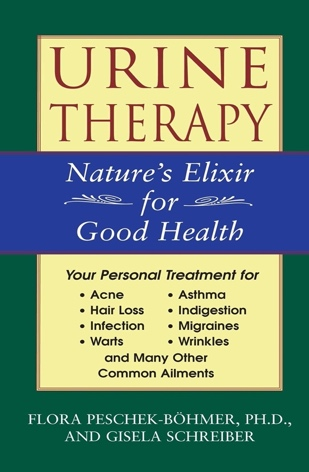 URINE
THERAPY
Nature's Elixir
for
Good Health
Your Personal Treatment for
• Acne
• Hair Loss
• Infection
• Warts
• Asthma
• Indigestion
• Migraines
• Wrinkles
and Many Other
Common Ailments
FLORA PESCHEK-BÖHMER, PH.D.,
AND GISELA SCHREIBER